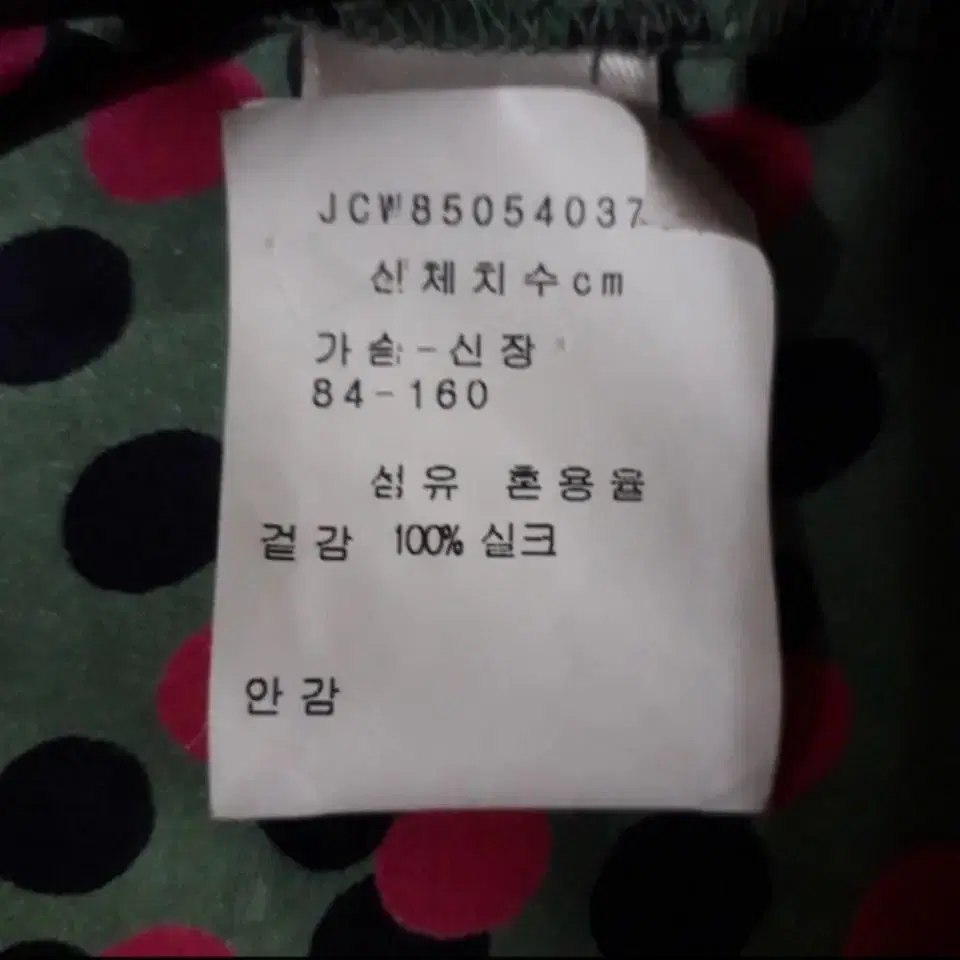 JCW85054037
신체치수cm
가슴-신장
84-160
섬유 혼용율
겉감 100% 실크
안감